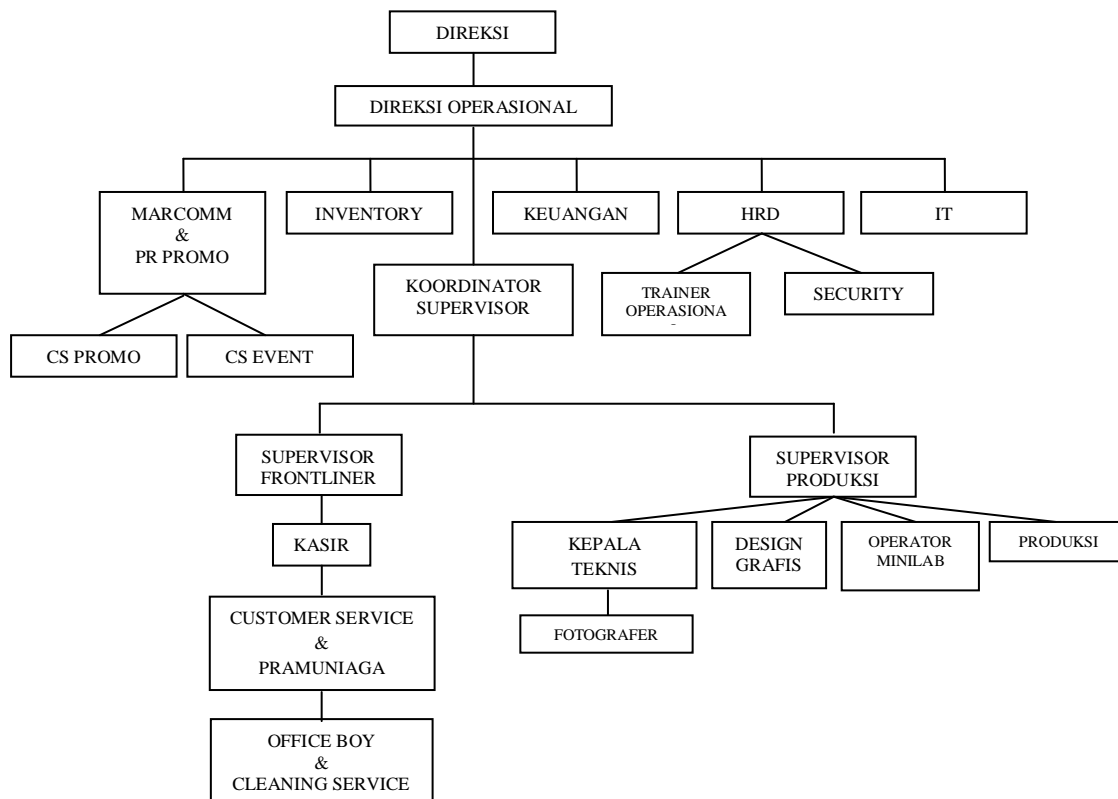 DIREKSI
DIREKSI OPERASIONAL
MARCOMM
&
PR PROMO
INVENTORY
KEUANGAN
HRD
IT
KOORDINATOR
SUPERVISOR
TRAINER
OPERASIONA
SECURITY
CS PROMO
CS EVENT
SUPERVISOR
FRONTLINER
SUPERVISOR
PRODUKSI
KASIR
KEPALA
TEKNIS
DESIGN
GRAFIS
OPERATOR
MINILAB
PRODUKSI
CUSTOMER SERVICE
&
PRAMUNIAGA
FOTOGRAFER
OFFICE BOY
&
CLEANING SERVICE